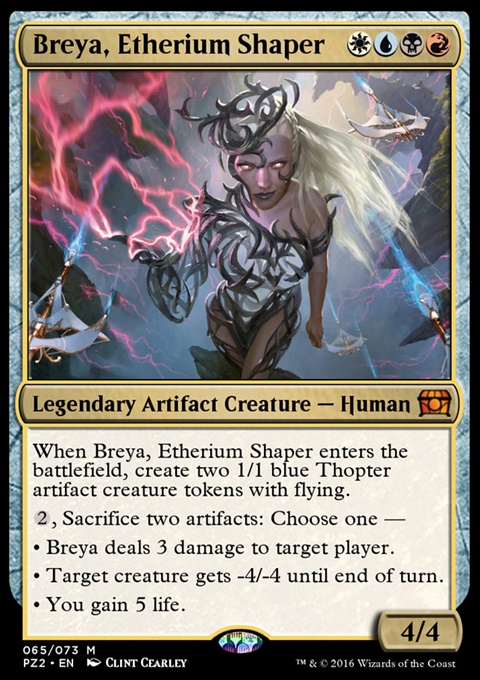 Breya, Etherium Shaper
Legendary Artifact Creature — Human
When Breya, Etherium Shaper enters the
battlefield, create two 1/1 blue Thopter
artifact creature tokens with flying.
2, Sacrifice two artifacts: Choose one —
• Breya deals 3 damage to target player.
• Target creature gets -4/-4 until end of turn.
• You gain 5 life.
4/4
065/073 M
PZ2 • EN Clint Cearley
™ & © 2016 Wizards of the Coast